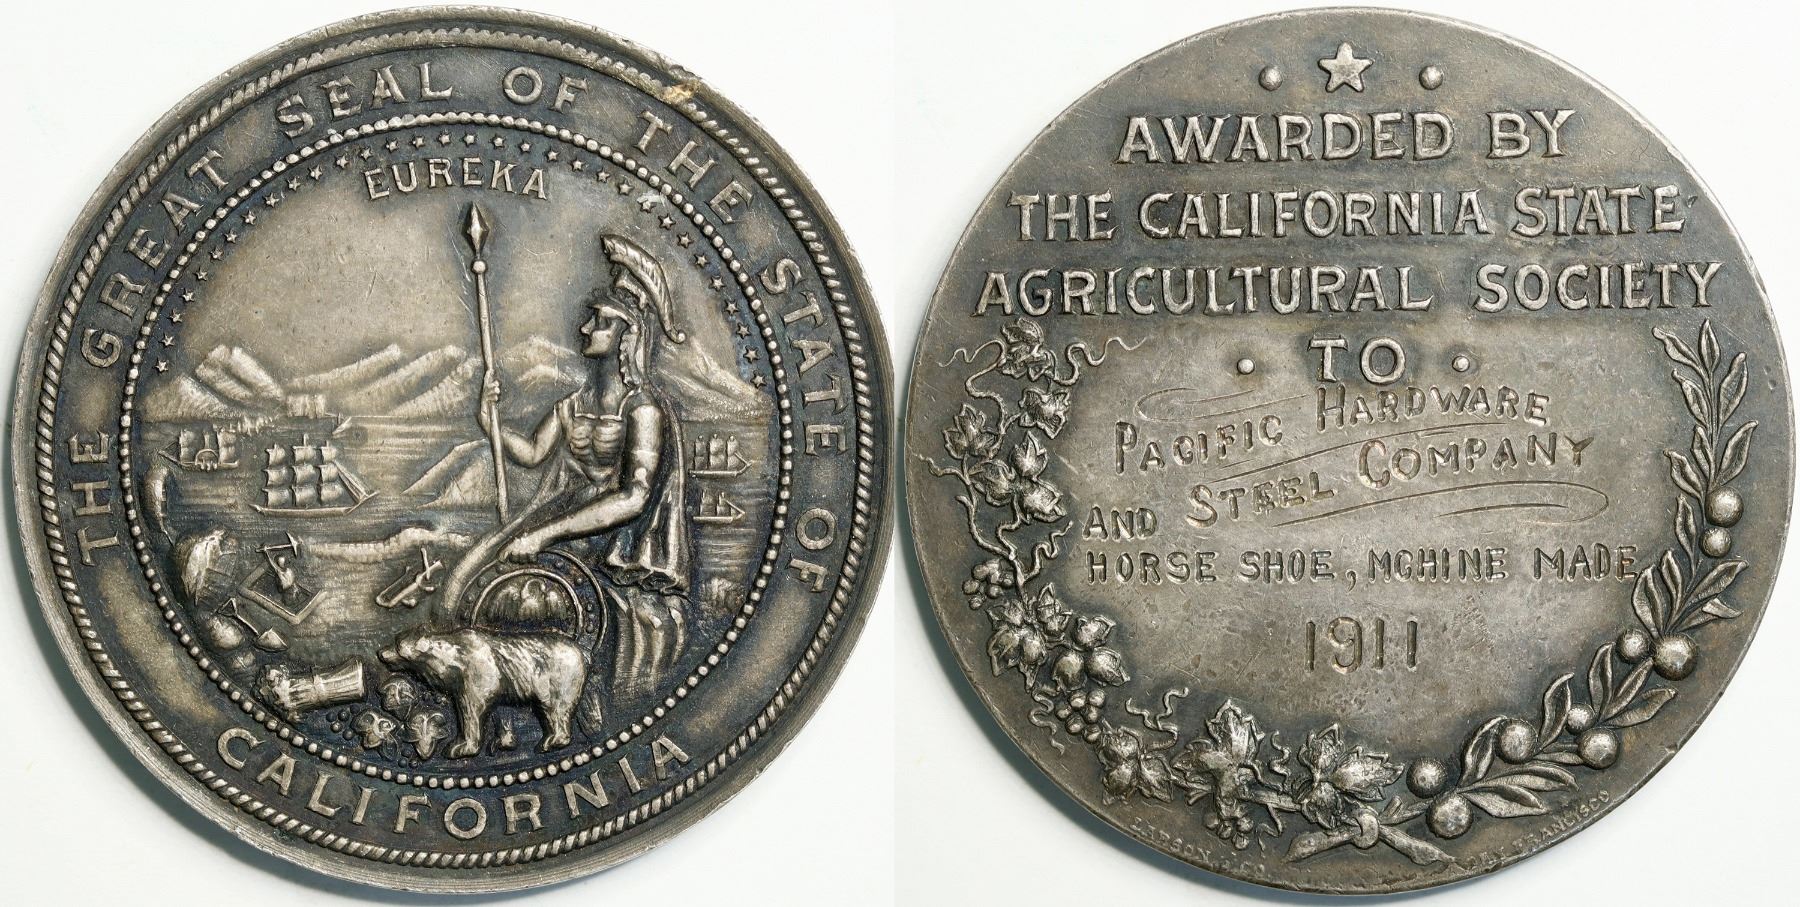 THE GREAT SEAL OF THE STATE OF
CALIFORNIA
EUREKA
AWARDED BY
THE CALIFORNIA STATE
AGRICULTURAL SOCIETY
TO
PACIFIC HARDWARE
STEEL COMPANY
AND
HORSE SHOE, MCHINE MADE
1911
FRANCISCO